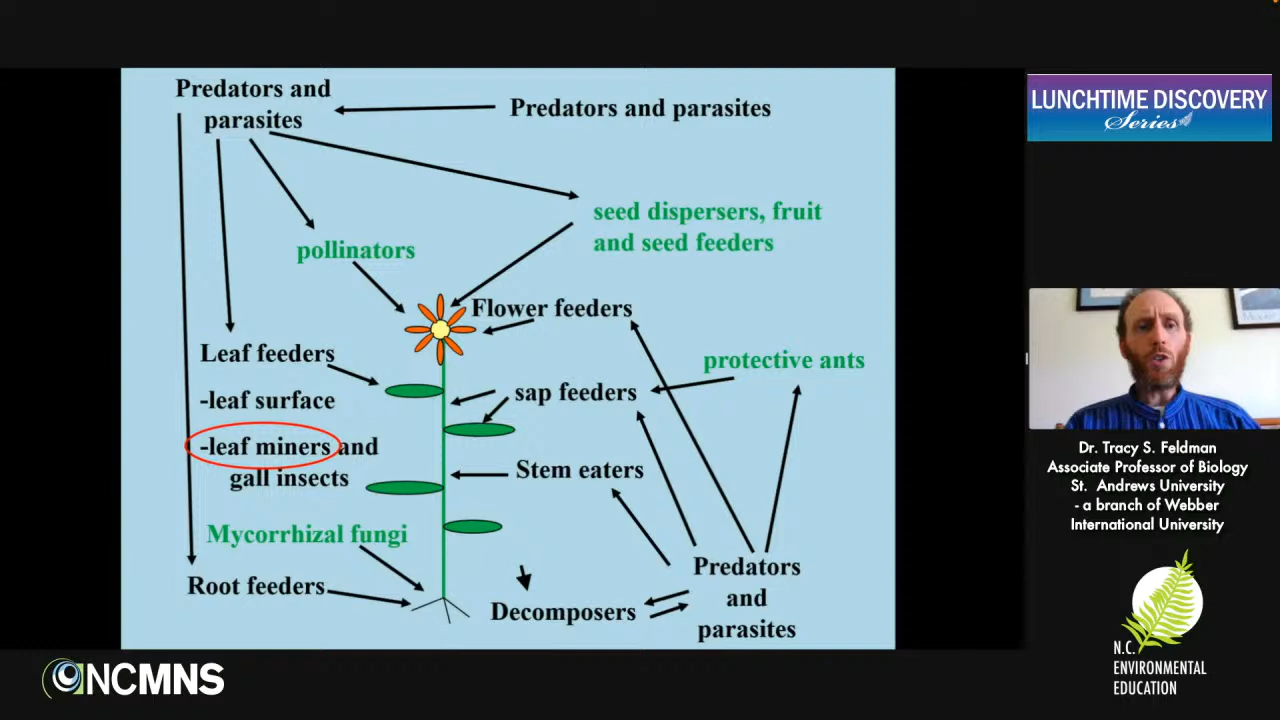 Predators and
parasites
Predators and parasites
seed dispersers, fruit
and seed feeders
pollinators
Flower feeders
Leaf feeders
-leaf surface
-leaf miners and
gall insects
protective ants
sap feeders
Stem eaters
Mycorrhizal fungi
Root feeders
Decomposers
Predators
and
parasites
LUNCHTIME DISCOVERY
Series
Dr. Tracy S. Feldman
Associate Professor of Biology
St. Andrews University
- a branch of Webber
International University
NCMNS
N.C.
ENVIRONMENTAL
EDUCATION